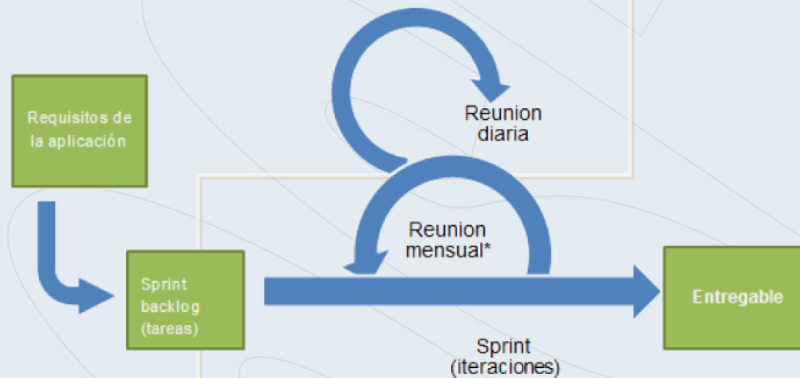 Requisitos de
la aplicación
Reunion
diaria
Reunion
mensual*
Sprint
backlog
(tareas)
Entregable
Sprint
(iteraciones)